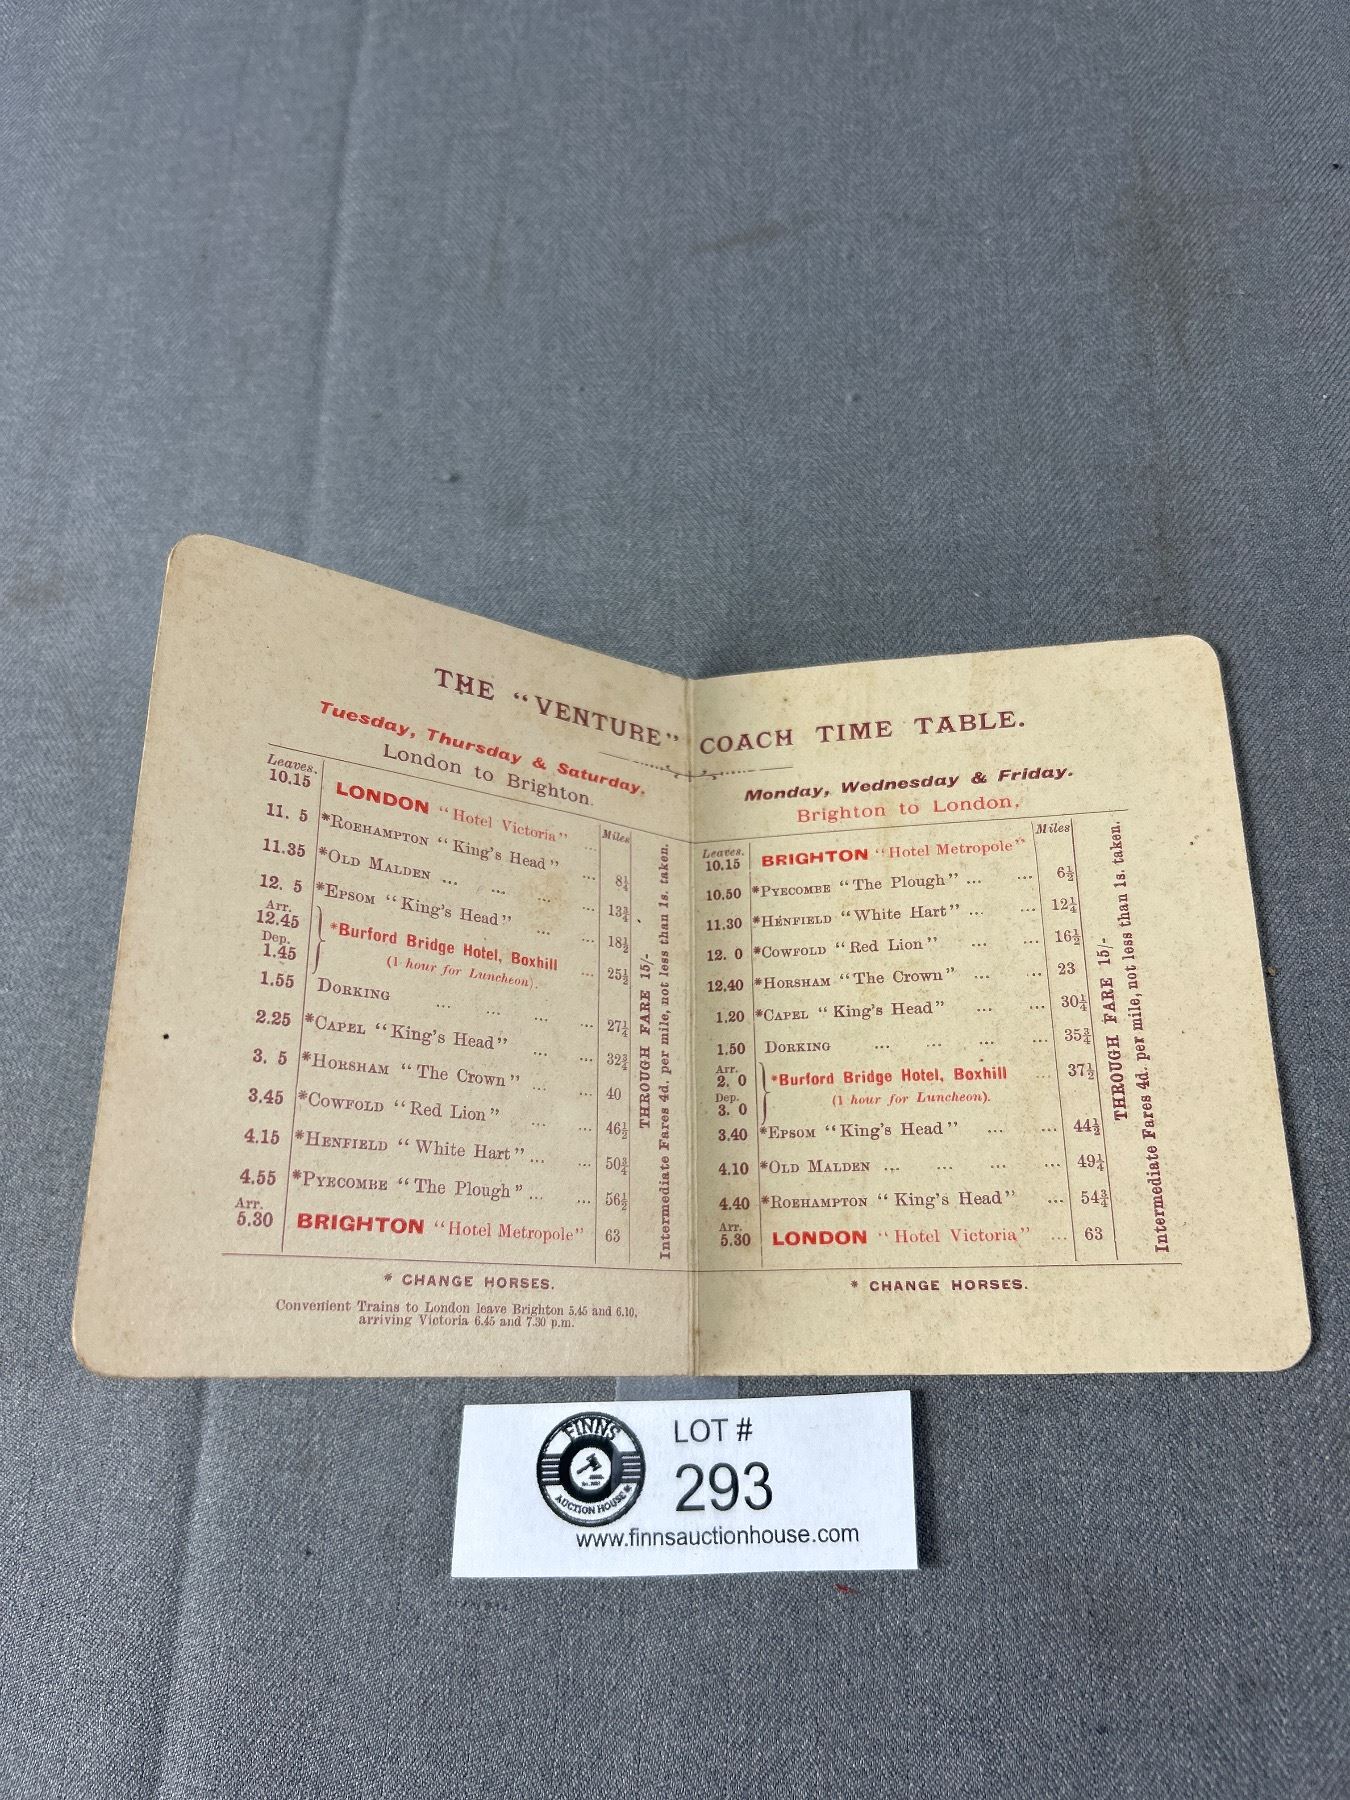 THE "VENTURE" COACH TIME TABLE.
Tuesday, Thursday & Saturday.
London to Brighton.
Leaves. Miles
10.15 LONDON "Hotel Victoria" ...
11. 5 *ROEHAMPTON "King's Head" ... 8¼
11.35 *OLD MALDEN ... ... ... ... 13¾
12. 5 *EPSOM "King's Head" ... ... 18½
Arr.
12.45 *Burford Bridge Hotel, Boxhill ... 25½
Dep.
1.45 (1 hour for Luncheon).
1.55 DORKING ... ... ... ... 27¼
2.25 *CAPEL "King's Head" ... ... 32¾
3. 5 *HORSHAM "The Crown" ... ... 40
3.45 *COWFOLD "Red Lion" ... ... 46½
4.15 *HENFIELD "White Hart" ... ... 50¾
4.55 *PYECOMBE "The Plough" ... ... 56½
Arr.
5.30 BRIGHTON "Hotel Metropole" 63
THROUGH FARE 15/-
Intermediate Fares 4d. per mile, not less than 1s. taken.
* CHANGE HORSES.
Convenient Trains to London leave Brighton 5.45 and 6.10,
arriving Victoria 6.45 and 7.30 p.m.
Monday, Wednesday & Friday.
Brighton to London.
Leaves. Miles
10.15 BRIGHTON "Hotel Metropole"
10.50 *PYECOMBE "The Plough" ... ... 6½
11.30 *HENFIELD "White Hart" ... ... 12¼
12. 0 *COWFOLD "Red Lion" ... ... 16½
12.40 *HORSHAM "The Crown" ... ... 23
1.20 *CAPEL "King's Head" ... ... 30¼
1.50 DORKING ... ... ... ... 35¾
Arr.
2. 0 *Burford Bridge Hotel, Boxhill ... 37½
Dep.
3. 0 (1 hour for Luncheon).
3.40 *EPSOM "King's Head" ... ... 44½
4.10 *OLD MALDEN ... ... ... ... 49¼
4.40 *ROEHAMPTON "King's Head" ... 54¾
Arr.
5.30 LONDON "Hotel Victoria" ... 63
THROUGH FARE 15/-
Intermediate Fares 4d. per mile, not less than 1s. taken.
* CHANGE HORSES.
FINNS
AUCTION HOUSE
LOT #
293
www.finnsauctionhouse.com